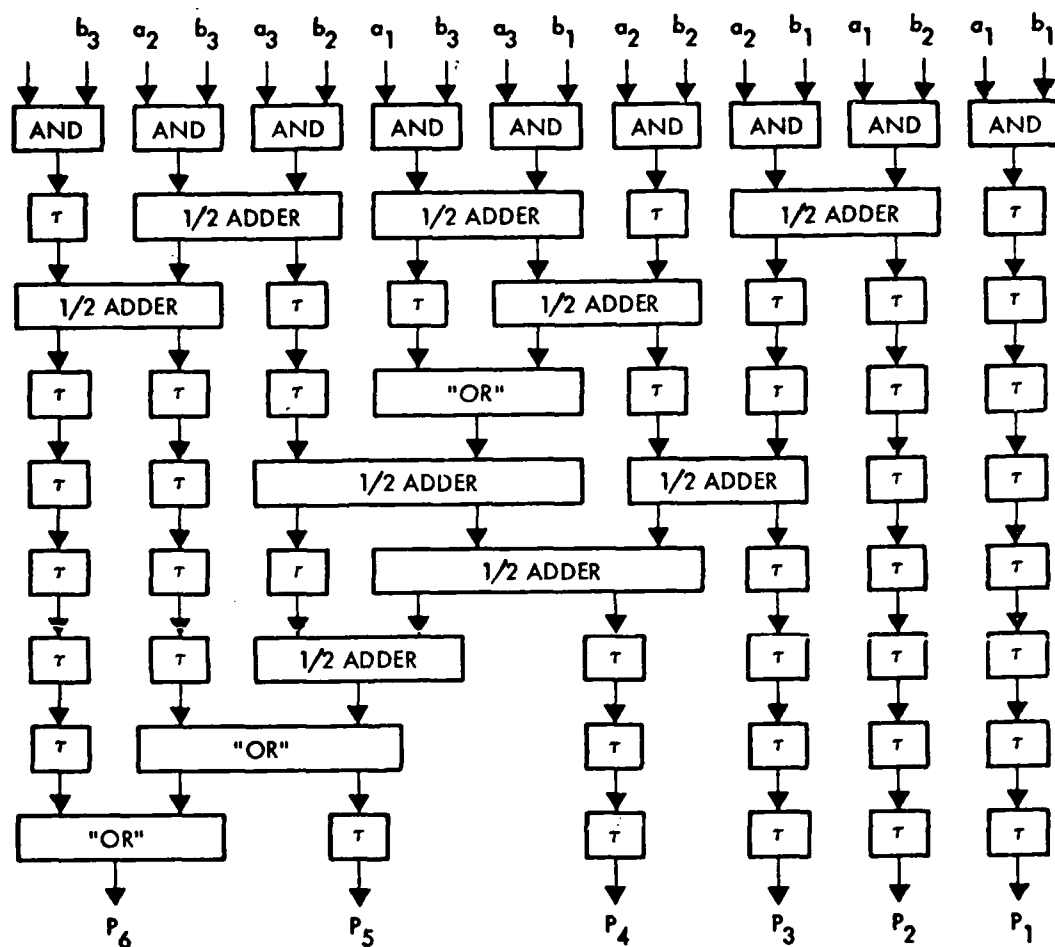 b3 a2 b3 a3 b2 a1 b3 a3 b1 a2 b2 a2 b1 a1 b2 a1 b1
AND AND AND AND AND AND AND AND AND
τ 1/2 ADDER 1/2 ADDER τ 1/2 ADDER τ
1/2 ADDER τ τ 1/2 ADDER τ τ τ
τ τ τ "OR" τ τ τ τ
τ τ 1/2 ADDER 1/2 ADDER τ τ
τ τ τ 1/2 ADDER τ τ τ
τ τ 1/2 ADDER τ τ τ τ
τ "OR" τ τ τ τ
"OR" τ τ τ τ τ
P6 P5 P4 P3 P2 P1